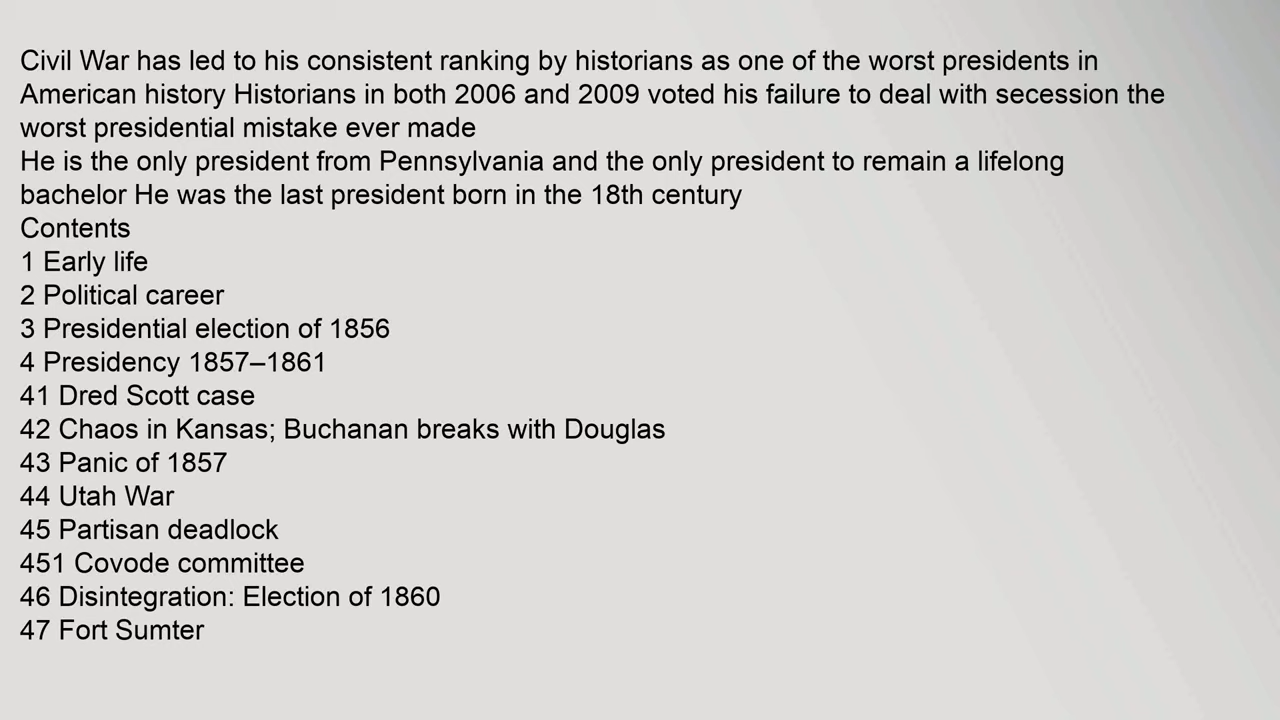 Civil War has led to his consistent ranking by historians as one of the worst presidents in
American history Historians in both 2006 and 2009 voted his failure to deal with secession the
worst presidential mistake ever made
He is the only president from Pennsylvania and the only president to remain a lifelong
bachelor He was the last president born in the 18th century
Contents
1 Early life
2 Political career
3 Presidential election of 1856
4 Presidency 1857–1861
41 Dred Scott case
42 Chaos in Kansas; Buchanan breaks with Douglas
43 Panic of 1857
44 Utah War
45 Partisan deadlock
451 Covode committee
46 Disintegration: Election of 1860
47 Fort Sumter